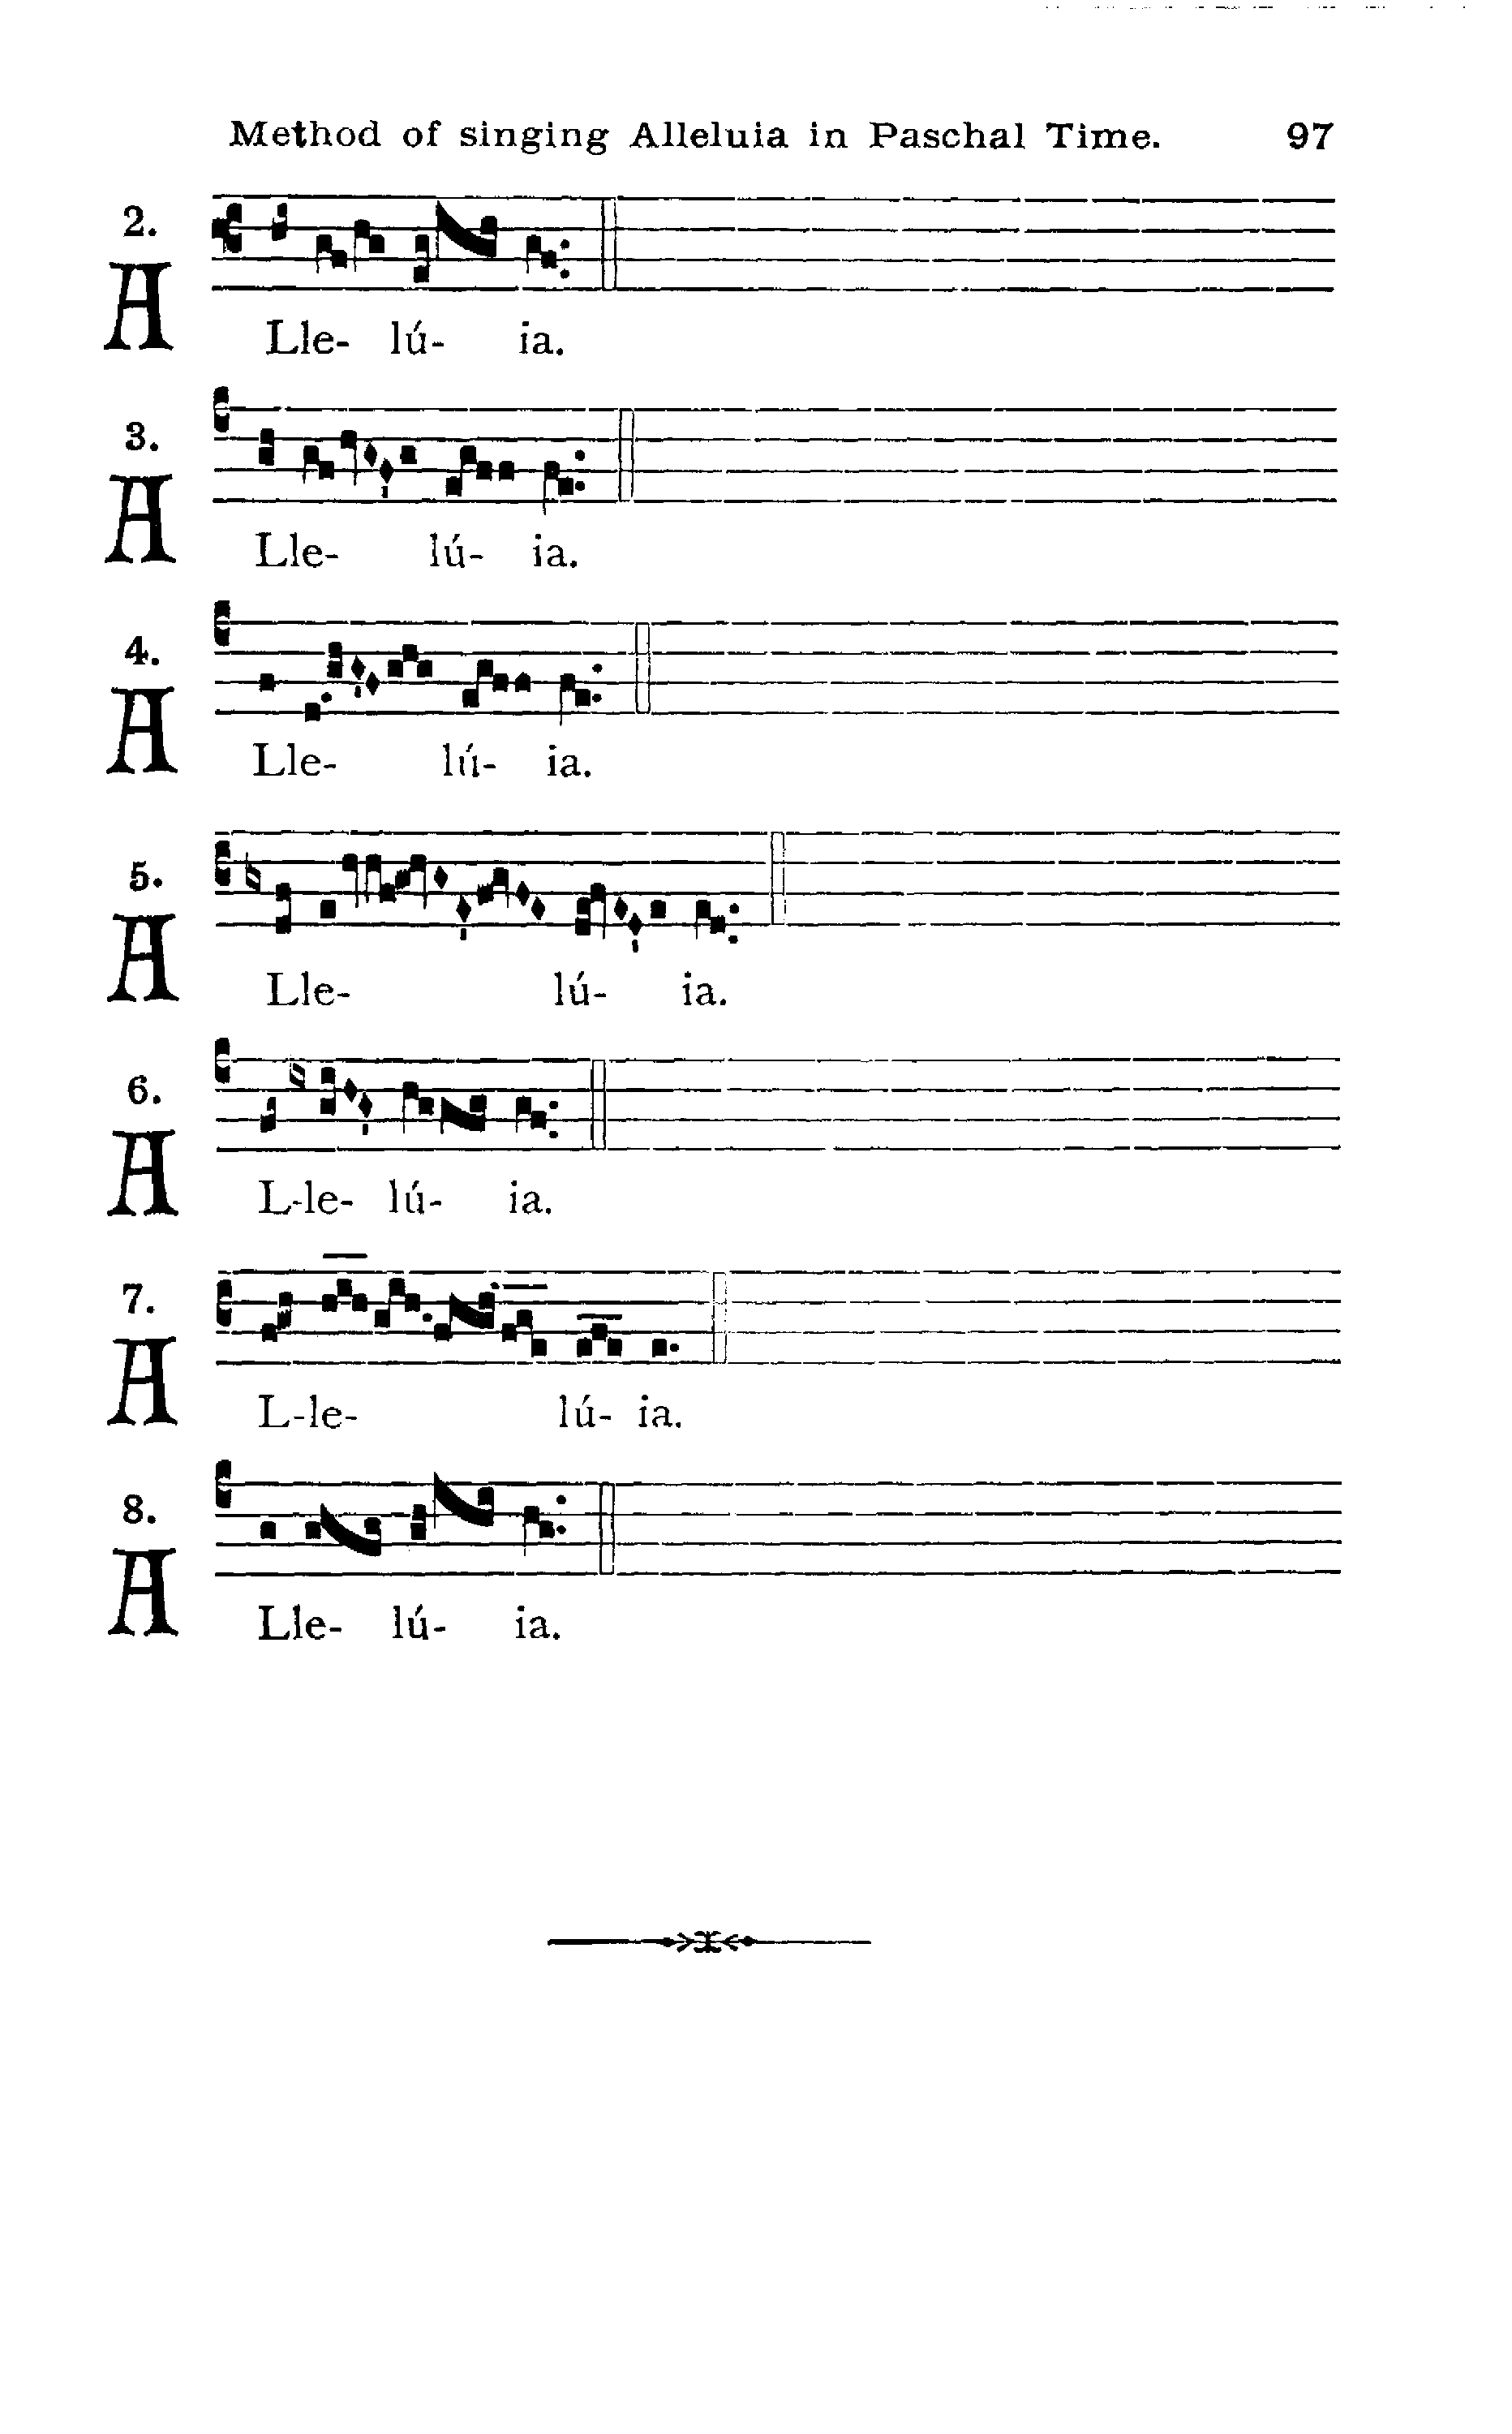 Method of singing Alleluia in Paschal Time. 97
2.
A Lle- lú- ia.
3.
A Lle- lú- ia.
4.
A Lle- lú- ia.
5.
A Lle- lú- ia.
6.
A L-le- lú- ia.
7.
A L-le- lú- ia.
8.
A Lle- lú- ia.